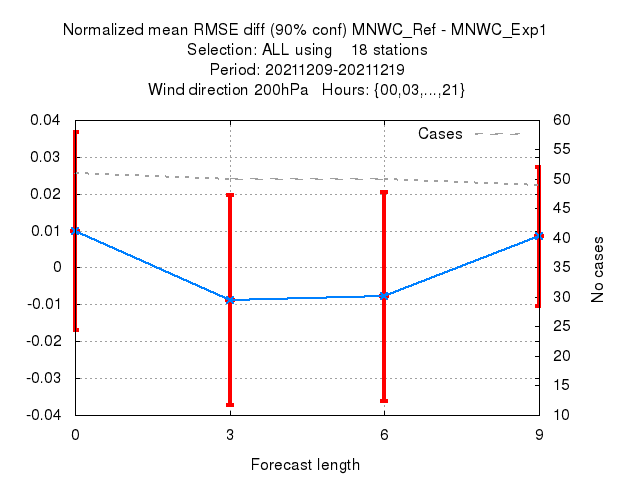 Normalized mean RMSE diff (90% conf) MNWC_Ref - MNWC_Exp1
Selection: ALL using    18 stations
Period: 20211209-20211219
Wind direction 200hPa   Hours: {00,03,...,21}
Cases
0.04
0.03
0.02
0.01
0
-0.01
-0.02
-0.03
-0.04
60
55
50
45
40
35
30
25
20
15
10
No cases
0 3 6 9
Forecast length